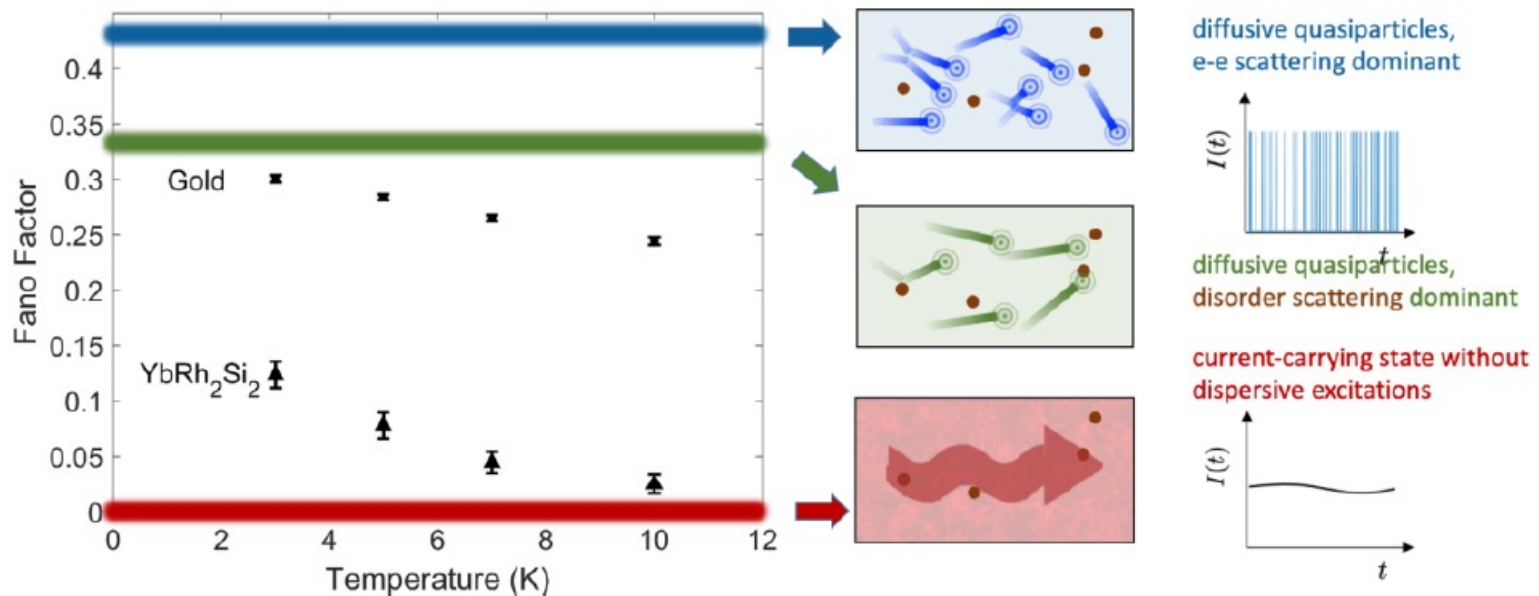 0.4
0.35
0.3
0.25
0.2
0.15
0.1
0.05
0
Fano Factor
Gold
YbRh₂Si₂
0 2 4 6 8 10 12
Temperature (K)
diffusive quasiparticles,
e-e scattering dominant
I(t)
t
diffusive quasiparticles,
disorder scattering dominant
current-carrying state without
dispersive excitations
I(t)
t